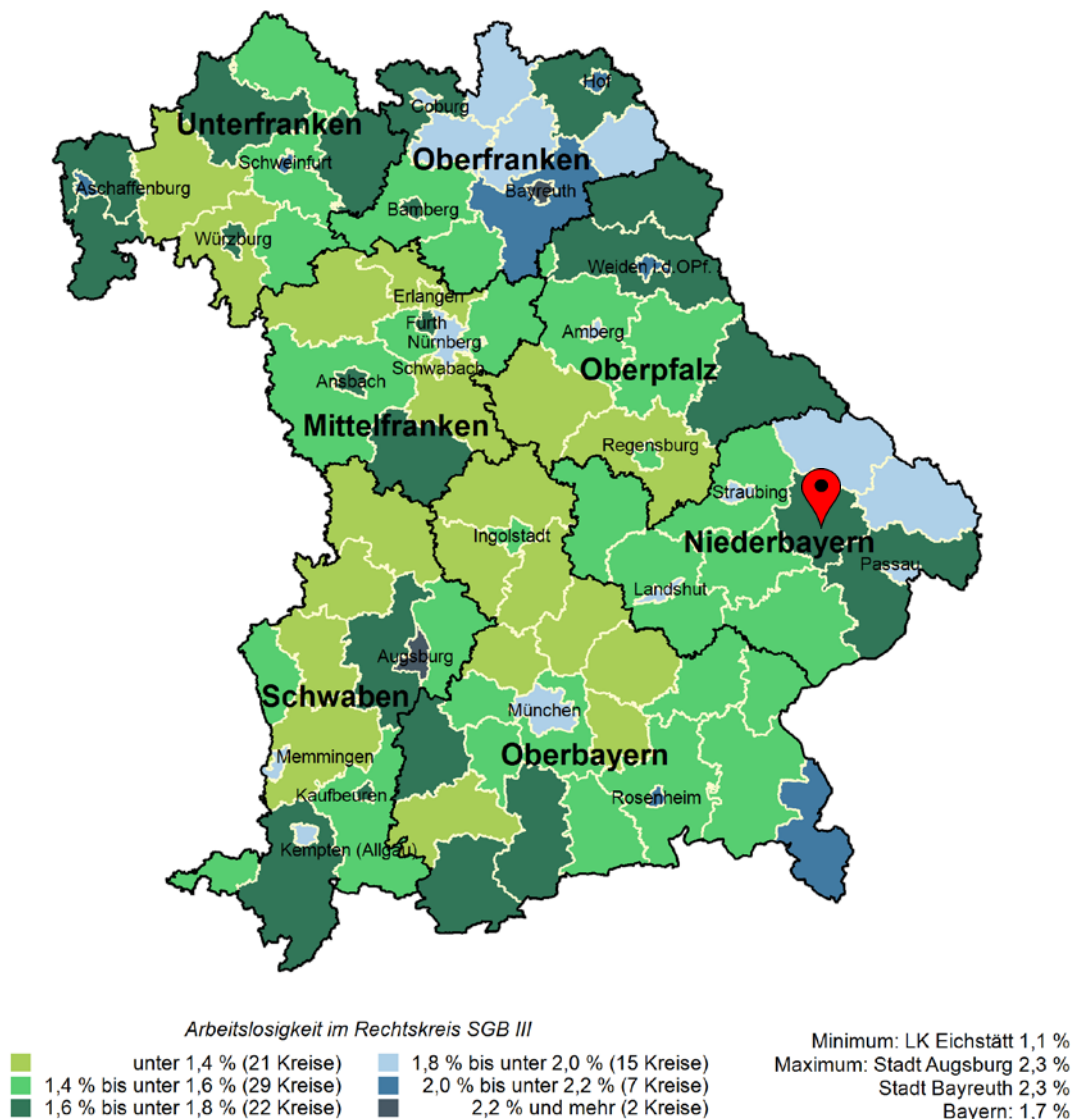 Hof
Coburg
Unterfranken
Oberfranken
Schweinfurt
Aschaffenburg
Bayreuth
Bamberg
Würzburg
Weiden i.d.OPf.
Erlangen
Fürth
Nürnberg
Amberg
Schwabach
Oberpfalz
Ansbach
Mittelfranken
Regensburg
Straubing
Ingolstadt
Niederbayern
Passau
Landshut
Augsburg
Schwaben
München
Memmingen
Oberbayern
Kaufbeuren
Rosenheim
Kempten (Allgäu)
Arbeitslosigkeit im Rechtskreis SGB III
unter 1,4 % (21 Kreise)
1,4 % bis unter 1,6 % (29 Kreise)
1,6 % bis unter 1,8 % (22 Kreise)
1,8 % bis unter 2,0 % (15 Kreise)
2,0 % bis unter 2,2 % (7 Kreise)
2,2 % und mehr (2 Kreise)
Minimum: LK Eichstätt 1,1 %
Maximum: Stadt Augsburg 2,3 %
Stadt Bayreuth 2,3 %
Bayern: 1,7 %